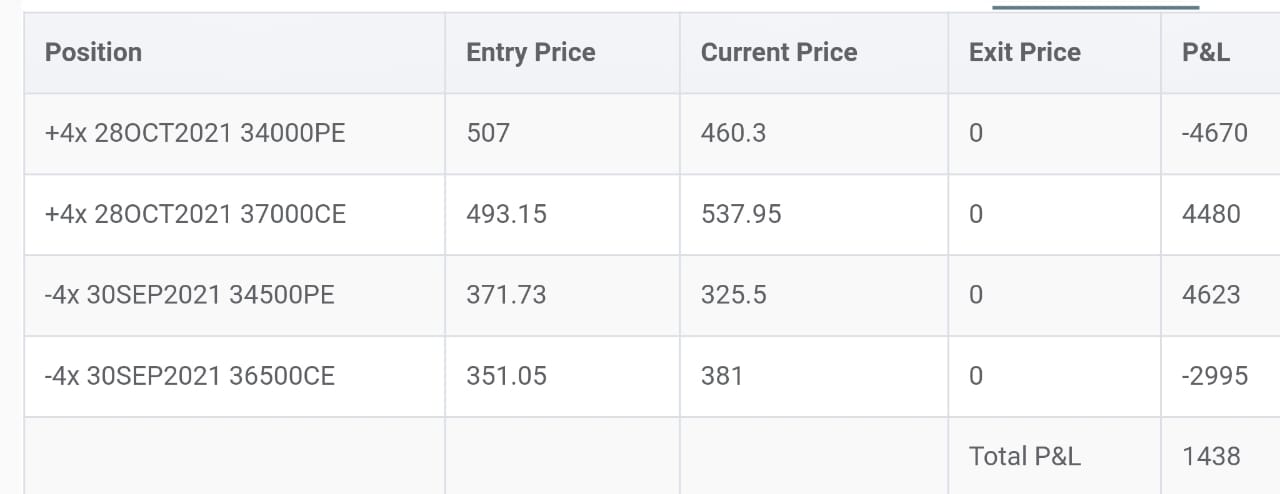 Position Entry Price Current Price Exit Price P&L
+4x 28OCT2021 34000PE 507 460.3 0 -4670
+4x 28OCT2021 37000CE 493.15 537.95 0 4480
-4x 30SEP2021 34500PE 371.73 325.5 0 4623
-4x 30SEP2021 36500CE 351.05 381 0 -2995
Total P&L 1438